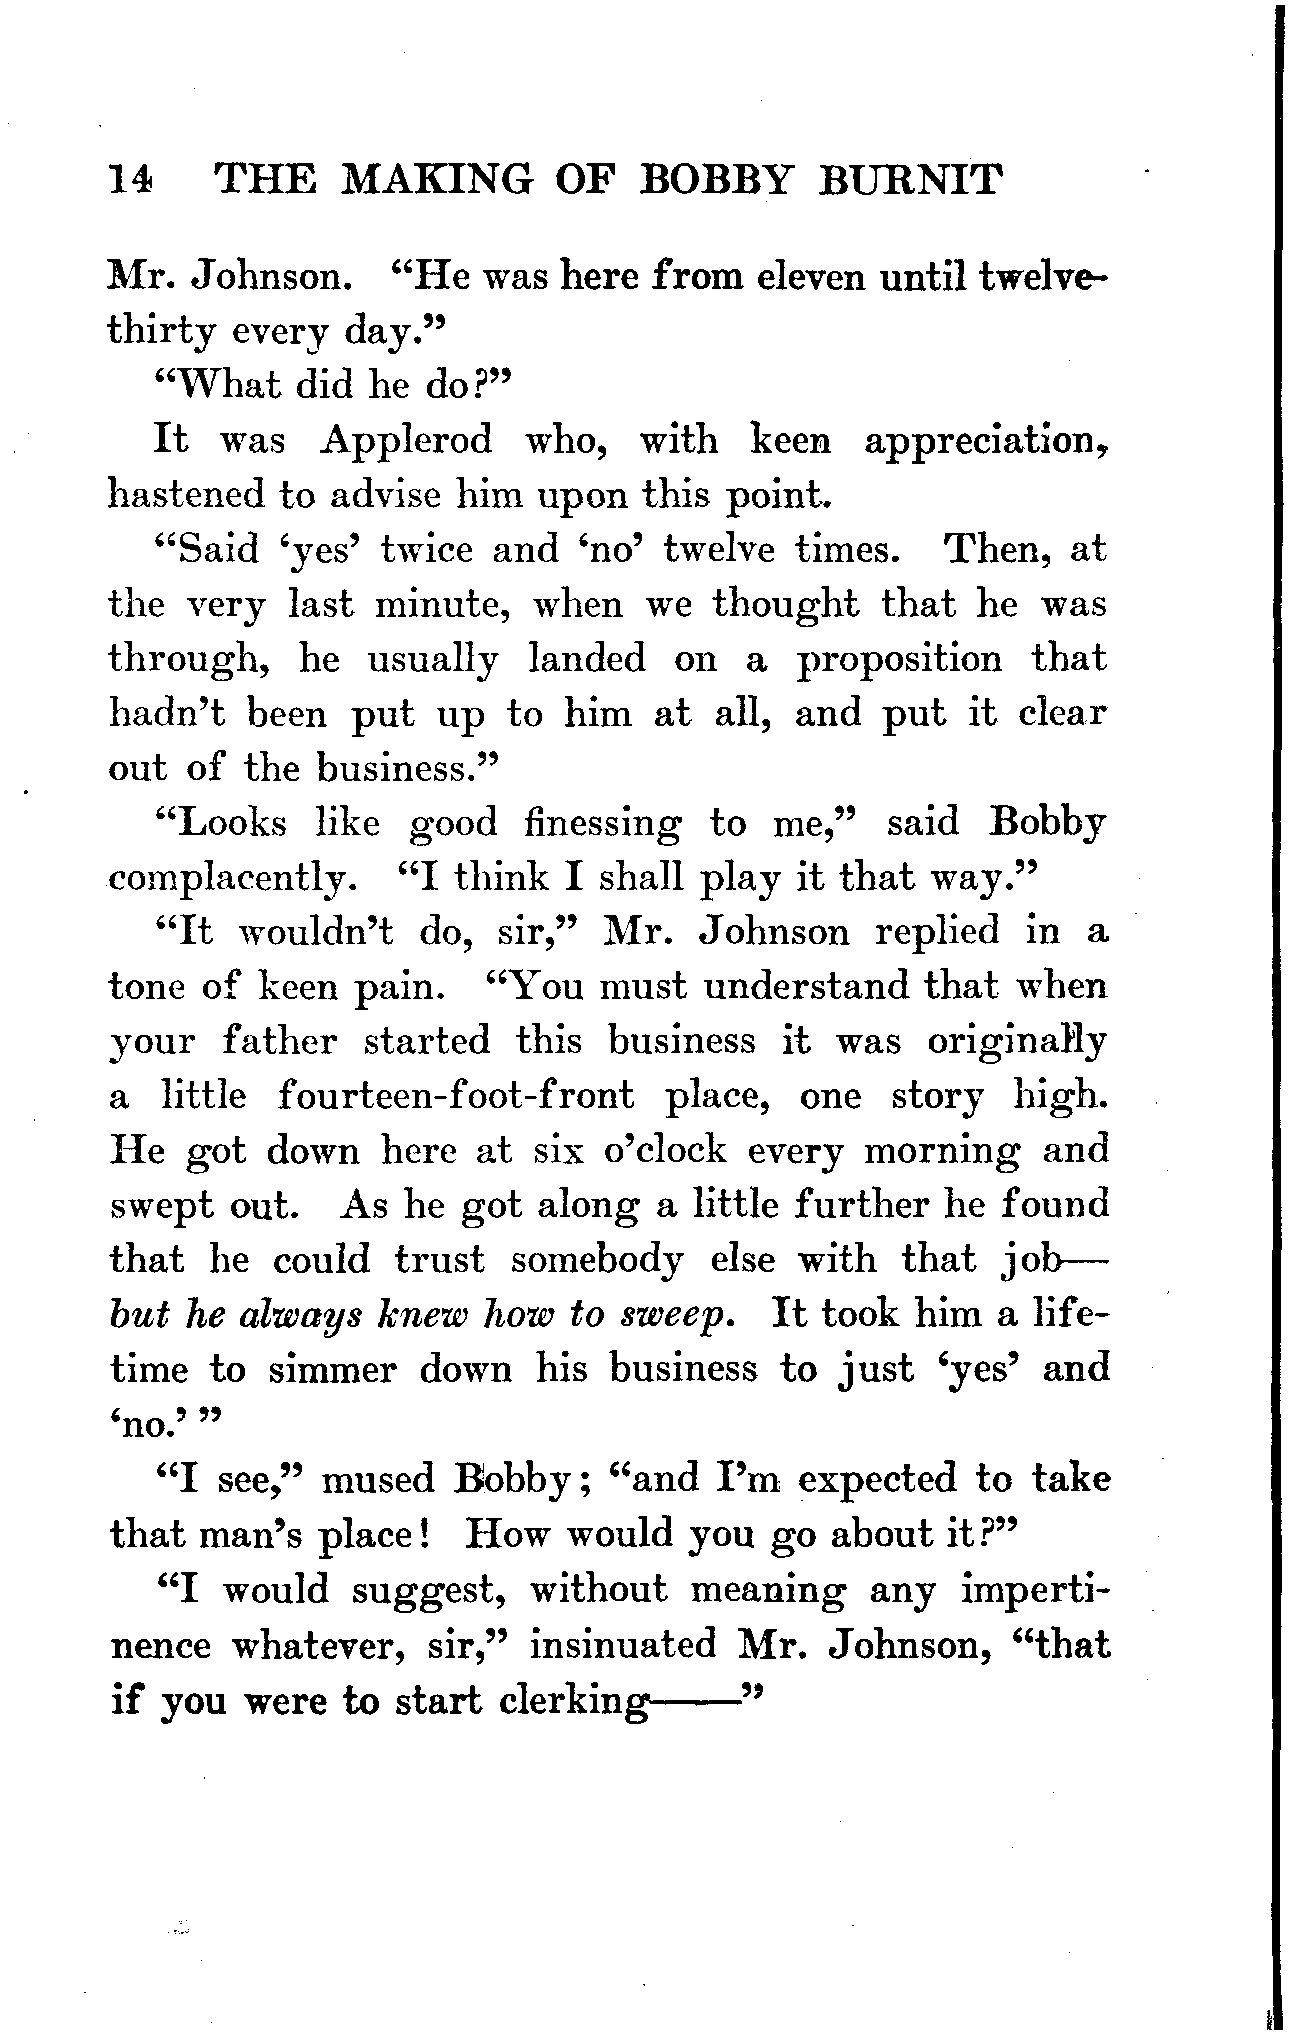 14 THE MAKING OF BOBBY BURNIT
Mr. Johnson. “He was here from eleven until twelve-
thirty every day.”
“What did he do?”
It was Applerod who, with keen appreciation,
hastened to advise him upon this point.
“Said ‘yes’ twice and ‘no’ twelve times. Then, at
the very last minute, when we thought that he was
through, he usually landed on a proposition that
hadn’t been put up to him at all, and put it clear
out of the business.”
“Looks like good finessing to me,” said Bobby
complacently. “I think I shall play it that way.”
“It wouldn’t do, sir,” Mr. Johnson replied in a
tone of keen pain. “You must understand that when
your father started this business it was originally
a little fourteen-foot-front place, one story high.
He got down here at six o’clock every morning and
swept out. As he got along a little further he found
that he could trust somebody else with that job—
but he always knew how to sweep. It took him a life-
time to simmer down his business to just ‘yes’ and
‘no.’ ”
“I see,” mused Bobby; “and I’m expected to take
that man’s place! How would you go about it?”
“I would suggest, without meaning any imperti-
nence whatever, sir,” insinuated Mr. Johnson, “that
if you were to start clerking——”